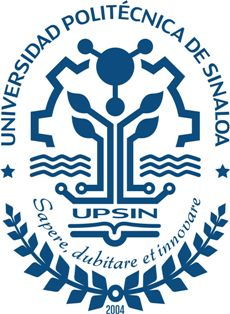 UNIVERSIDAD POLITÉCNICA DE SINALOA
UPSIN
Sapere, dubitare et innovare
2004